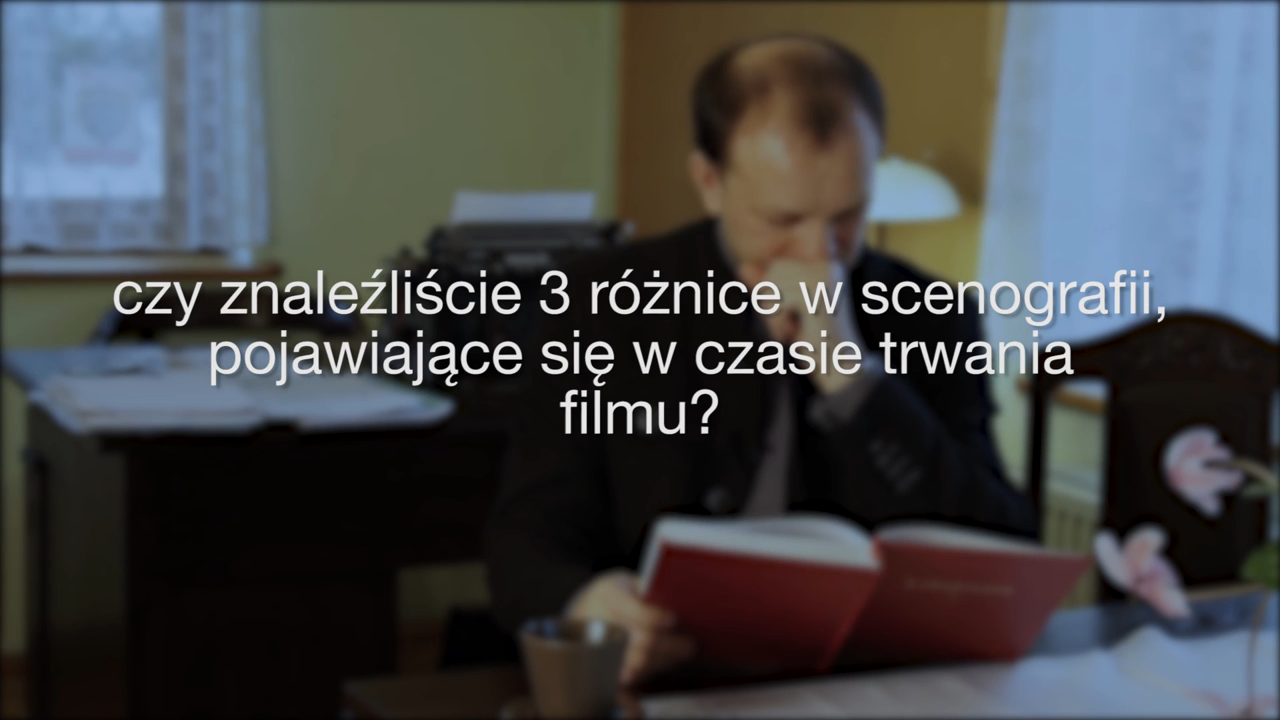 czy znaleźliście 3 różnice w scenografii,
pojawiające się w czasie trwania
filmu?